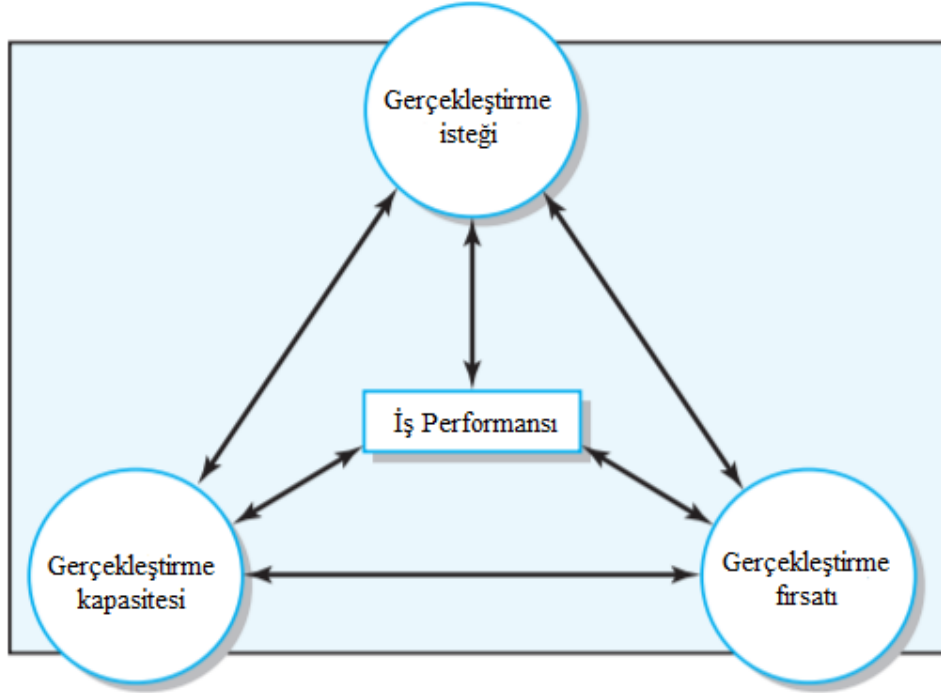 Gerçekleştirme
isteği
İş Performansı
Gerçekleştirme
kapasitesi
Gerçekleştirme
fırsatı